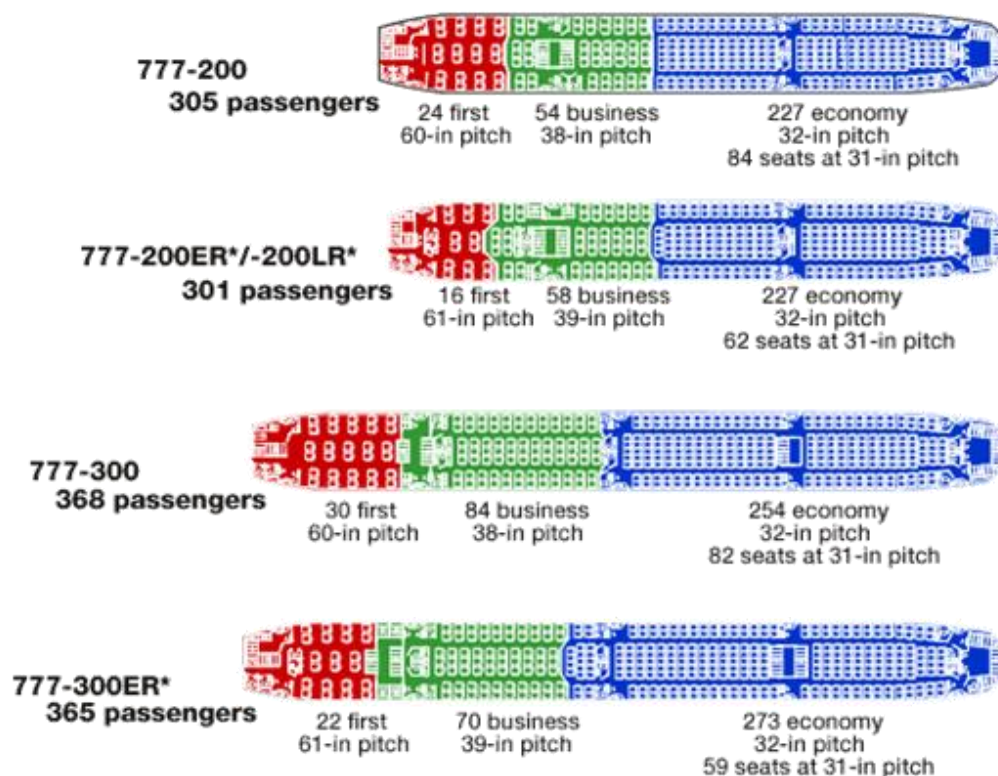 777-200
305 passengers
24 first
60-in pitch
54 business
38-in pitch
227 economy
32-in pitch
84 seats at 31-in pitch
777-200ER*/-200LR*
301 passengers
16 first
61-in pitch
58 business
39-in pitch
227 economy
32-in pitch
62 seats at 31-in pitch
777-300
368 passengers
30 first
60-in pitch
84 business
38-in pitch
254 economy
32-in pitch
82 seats at 31-in pitch
777-300ER*
365 passengers
22 first
61-in pitch
70 business
39-in pitch
273 economy
32-in pitch
59 seats at 31-in pitch